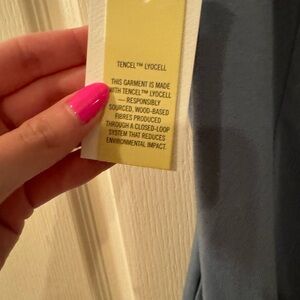 TENCEL™ LYOCELL
THIS GARMENT IS MADE
WITH TENCEL™ LYOCELL
— RESPONSIBLY
SOURCED, WOOD-BASED
FIBRES PRODUCED
THROUGH A CLOSED-LOOP
SYSTEM THAT REDUCES
ENVIRONMENTAL IMPACT.